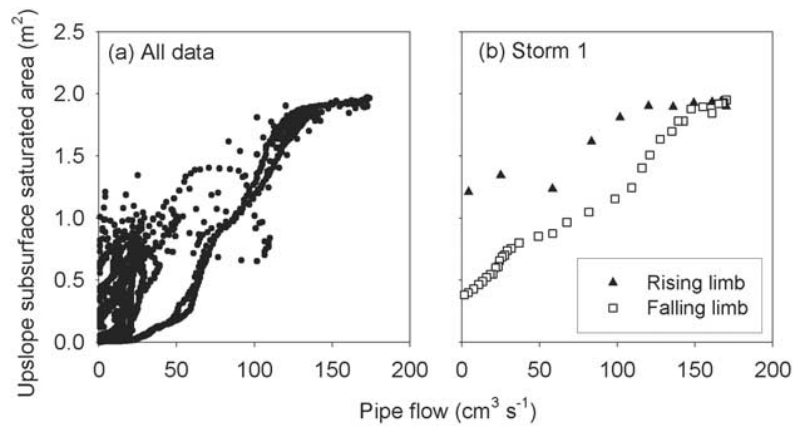 Upslope subsurface saturated area (m²)
2.5
2.0
1.5
1.0
0.5
0.0
(a) All data
0
50
100
150
200
(b) Storm 1
▲ Rising limb
□ Falling limb
0
50
100
150
200
Pipe flow (cm³ s⁻¹)